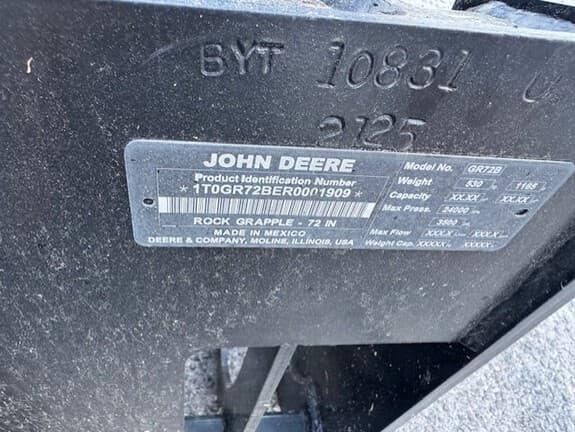 BYT 10831
2125
JOHN DEERE
Product Identification Number
*1T0GR72BER0001909*
ROCK GRAPPLE - 72 IN
MADE IN MEXICO
DEERE & COMPANY, MOLINE, ILLINOIS, USA
Model No. GR72B
Weight 530 1168
Capacity XX.XX XX.XX
Max Press. 24000
3500
Max Flow XXX.X XXX.X
Weight Cap. XXXXX XXXXX